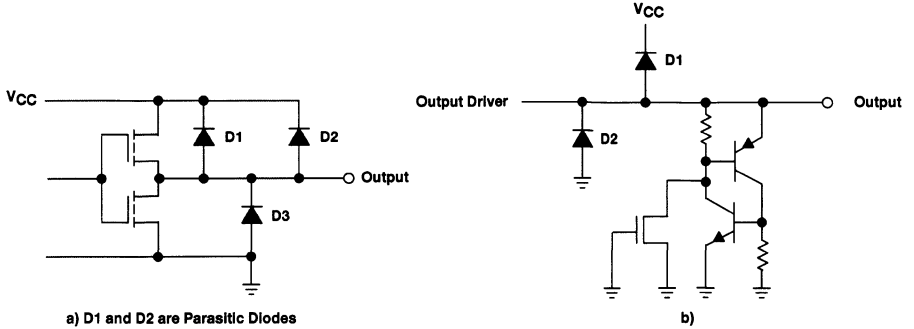 VCC
D1
D2
Output
D3
a) D1 and D2 are Parasitic Diodes
VCC
D1
Output Driver
Output
D2
b)